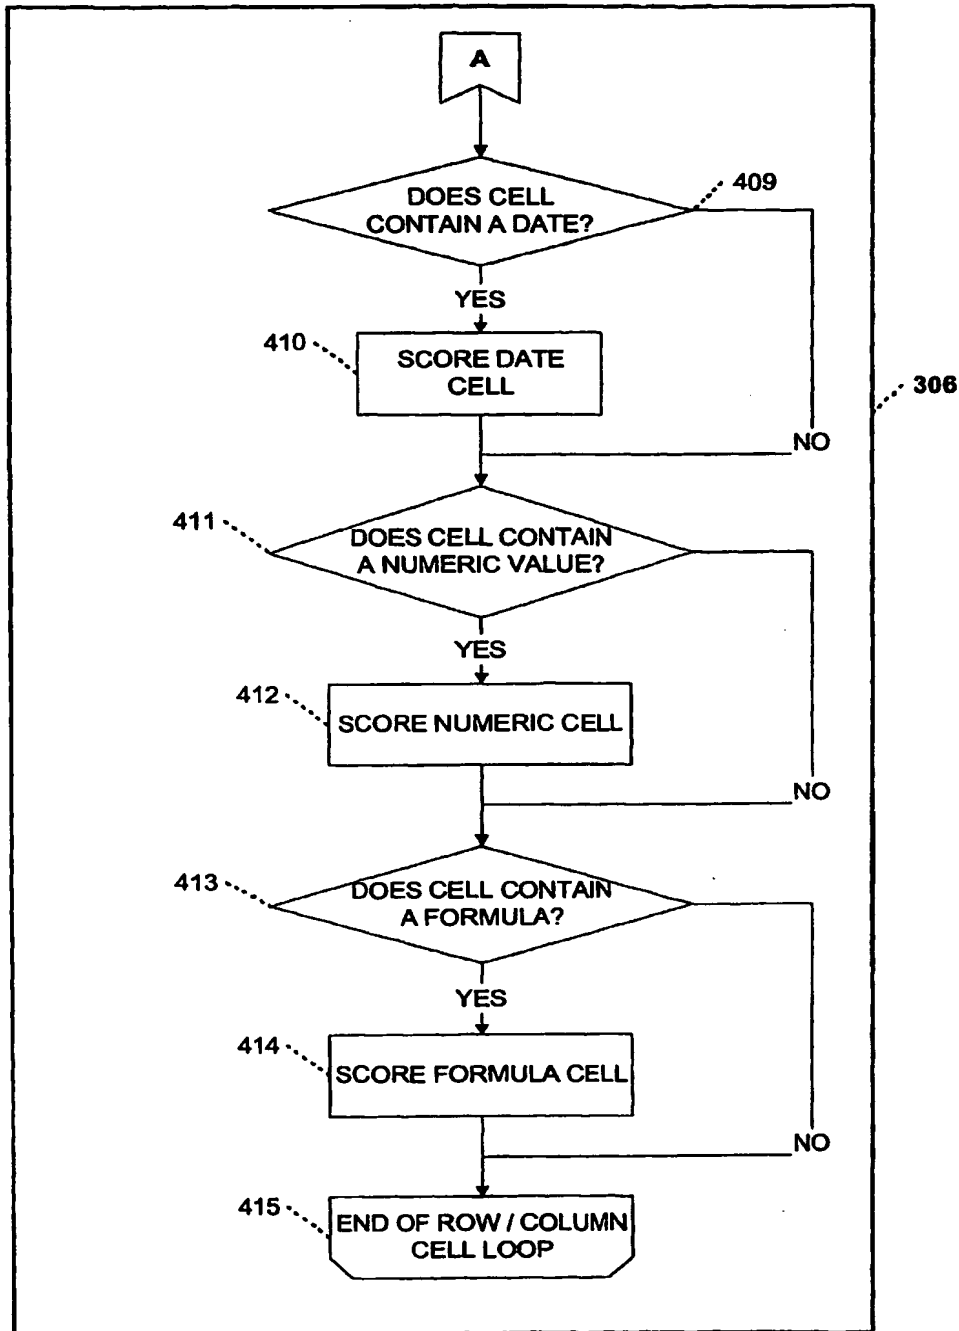 A
DOES CELL
CONTAIN A DATE?
409
YES
410
SCORE DATE
CELL
306
NO
411
DOES CELL CONTAIN
A NUMERIC VALUE?
YES
412
SCORE NUMERIC CELL
NO
413
DOES CELL CONTAIN
A FORMULA?
YES
414
SCORE FORMULA CELL
NO
415
END OF ROW / COLUMN
CELL LOOP